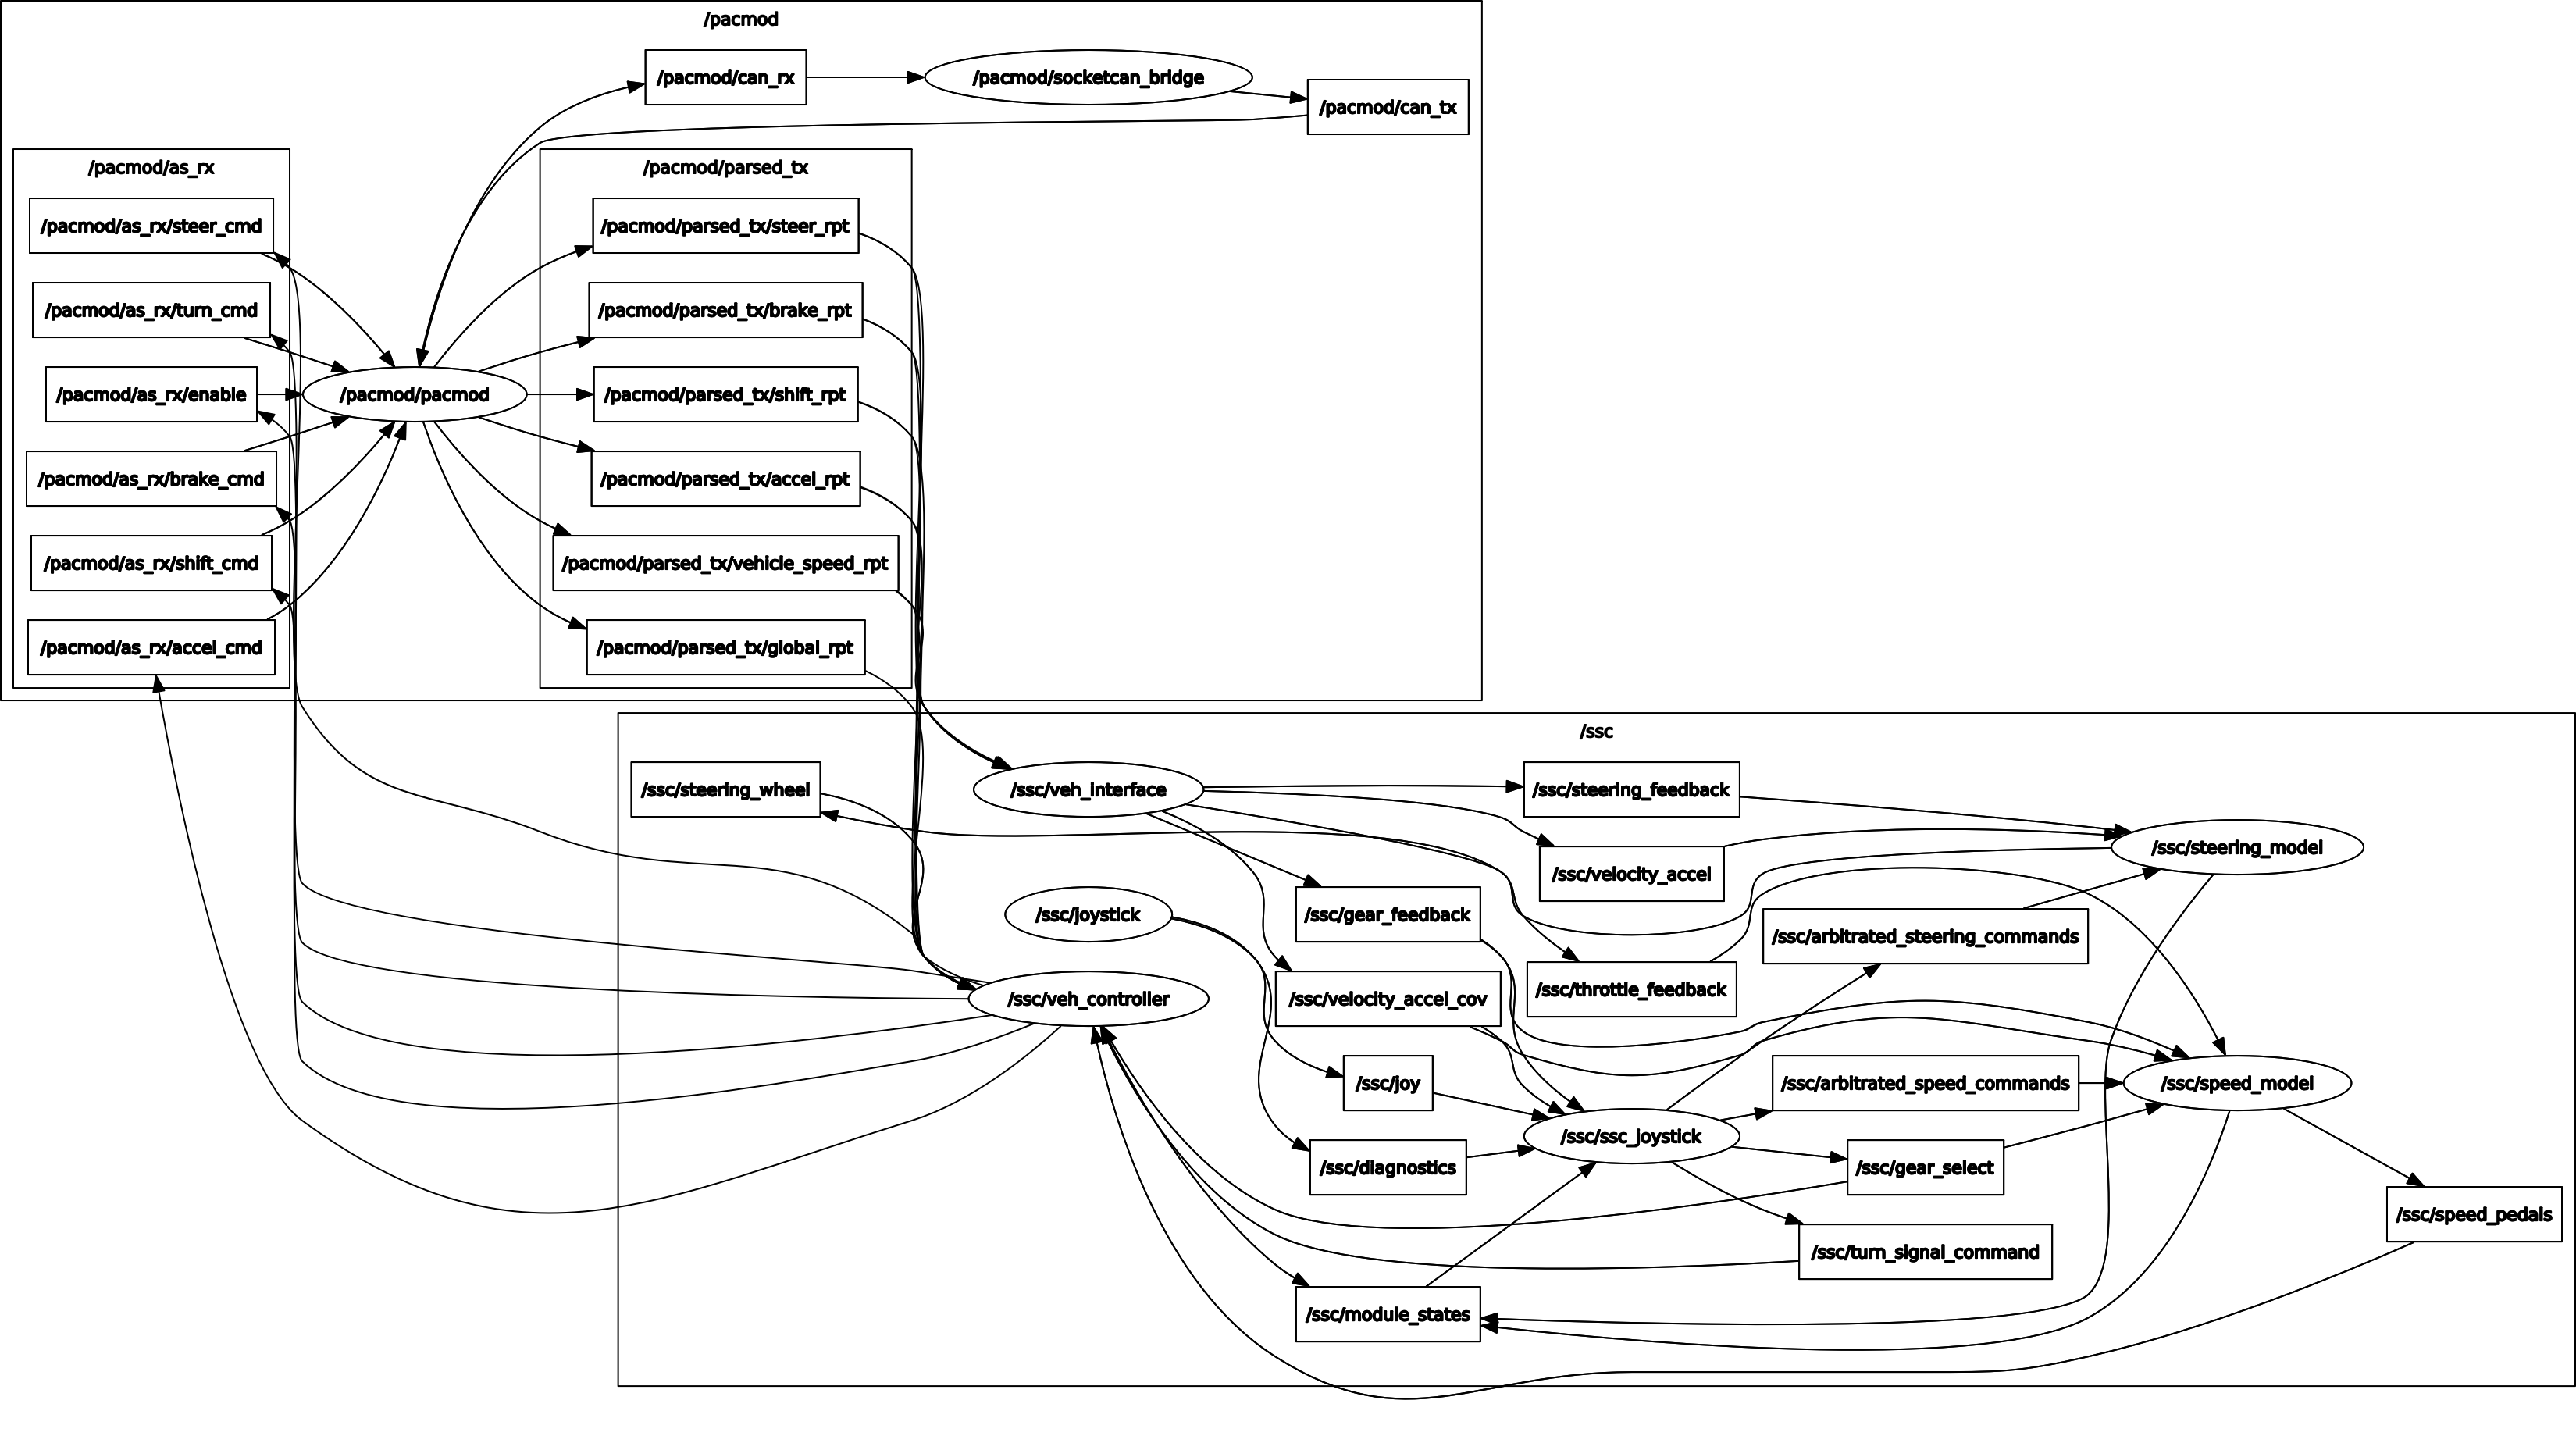 /pacmod
/pacmod/can_rx
/pacmod/socketcan_bridge
/pacmod/can_tx
/pacmod/as_rx
/pacmod/parsed_tx
/pacmod/as_rx/steer_cmd
/pacmod/parsed_tx/steer_rpt
/pacmod/as_rx/turn_cmd
/pacmod/parsed_tx/brake_rpt
/pacmod/as_rx/enable
/pacmod/pacmod
/pacmod/parsed_tx/shift_rpt
/pacmod/as_rx/brake_cmd
/pacmod/parsed_tx/accel_rpt
/pacmod/as_rx/shift_cmd
/pacmod/parsed_tx/vehicle_speed_rpt
/pacmod/as_rx/accel_cmd
/pacmod/parsed_tx/global_rpt
/ssc
/ssc/steering_wheel
/ssc/veh_interface
/ssc/steering_feedback
/ssc/steering_model
/ssc/velocity_accel
/ssc/joystick
/ssc/gear_feedback
/ssc/arbitrated_steering_commands
/ssc/throttle_feedback
/ssc/veh_controller
/ssc/velocity_accel_cov
/ssc/joy
/ssc/arbitrated_speed_commands
/ssc/speed_model
/ssc/ssc_joystick
/ssc/diagnostics
/ssc/gear_select
/ssc/speed_pedals
/ssc/turn_signal_command
/ssc/module_states